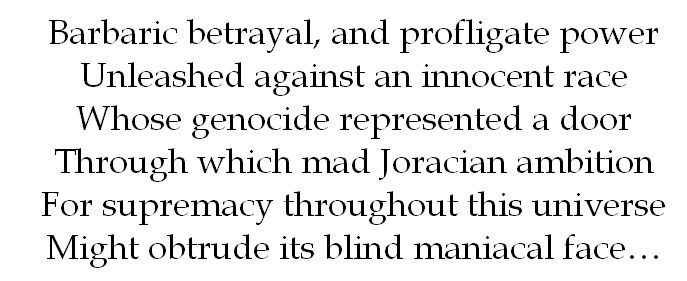 Barbaric betrayal, and profligate power
Unleashed against an innocent race
Whose genocide represented a door
Through which mad Joracian ambition
For supremacy throughout this universe
Might obtrude its blind maniacal face…